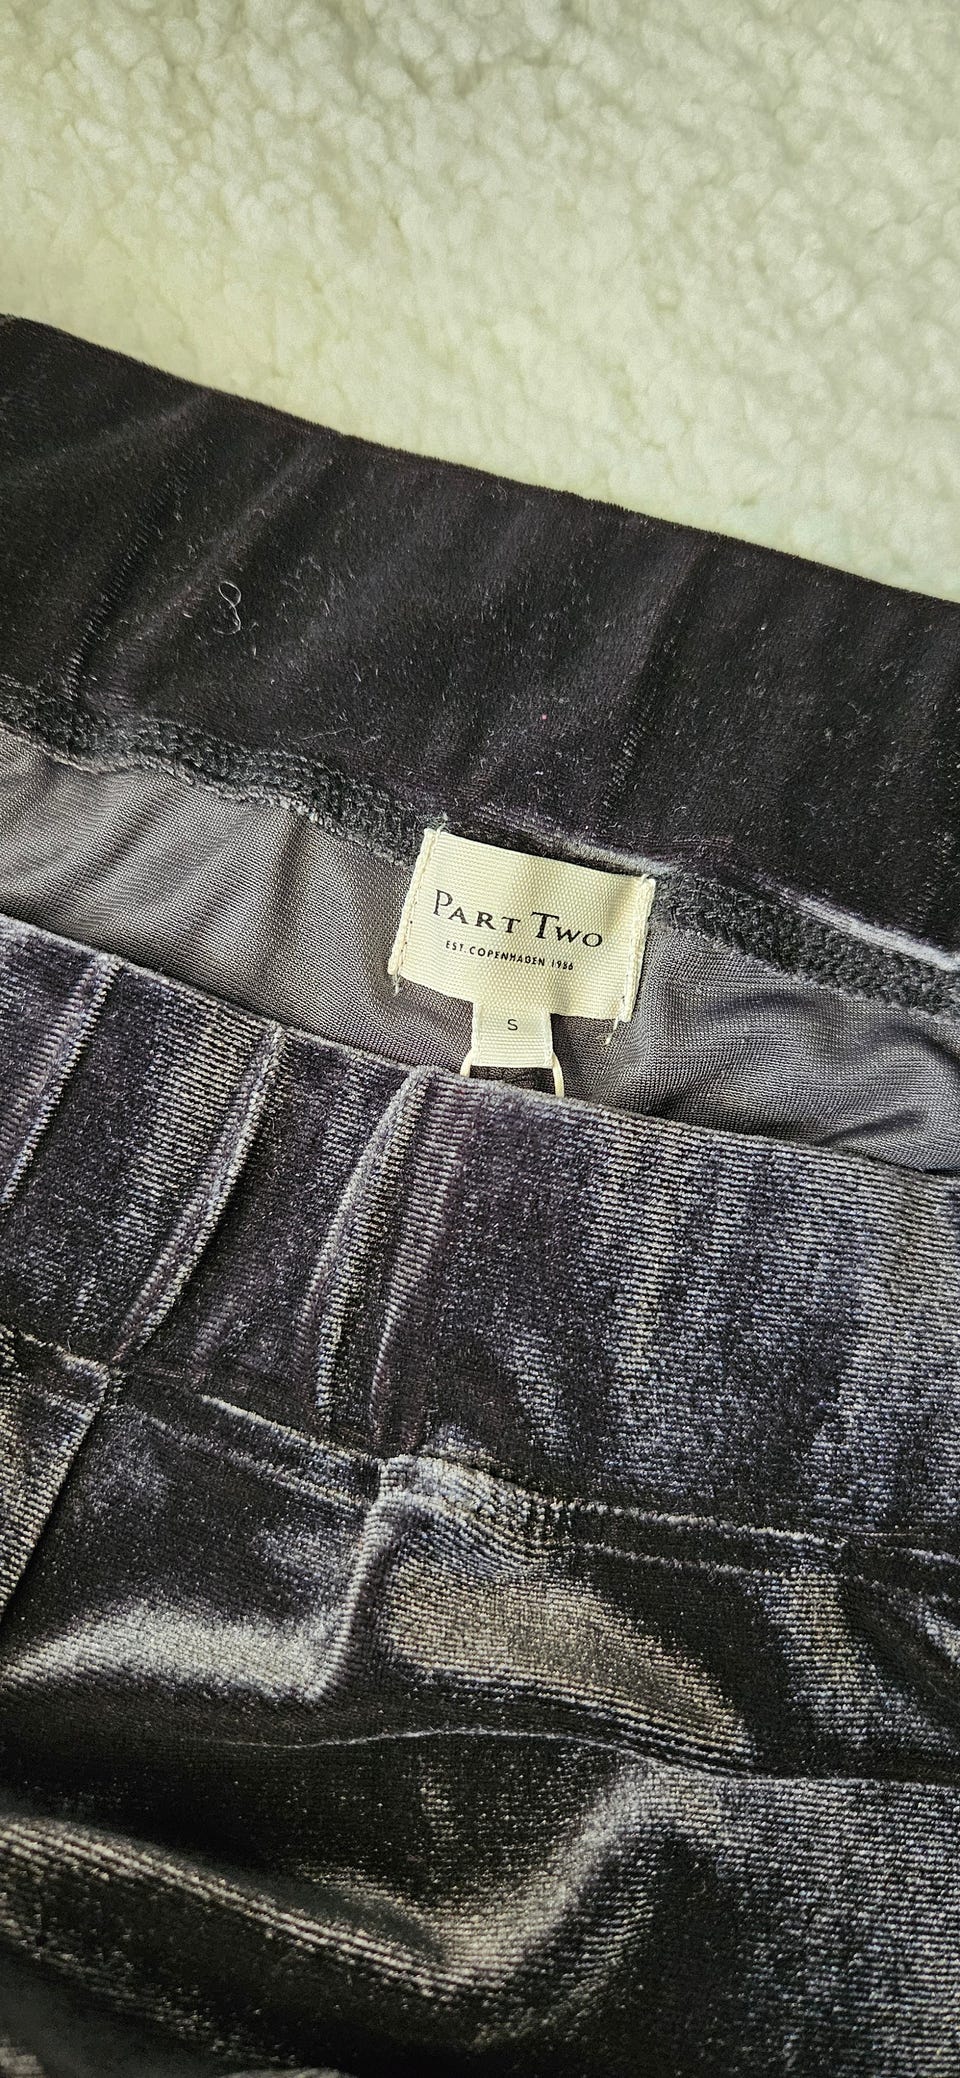 PART TWO
EST. COPENHAGEN 1986
S